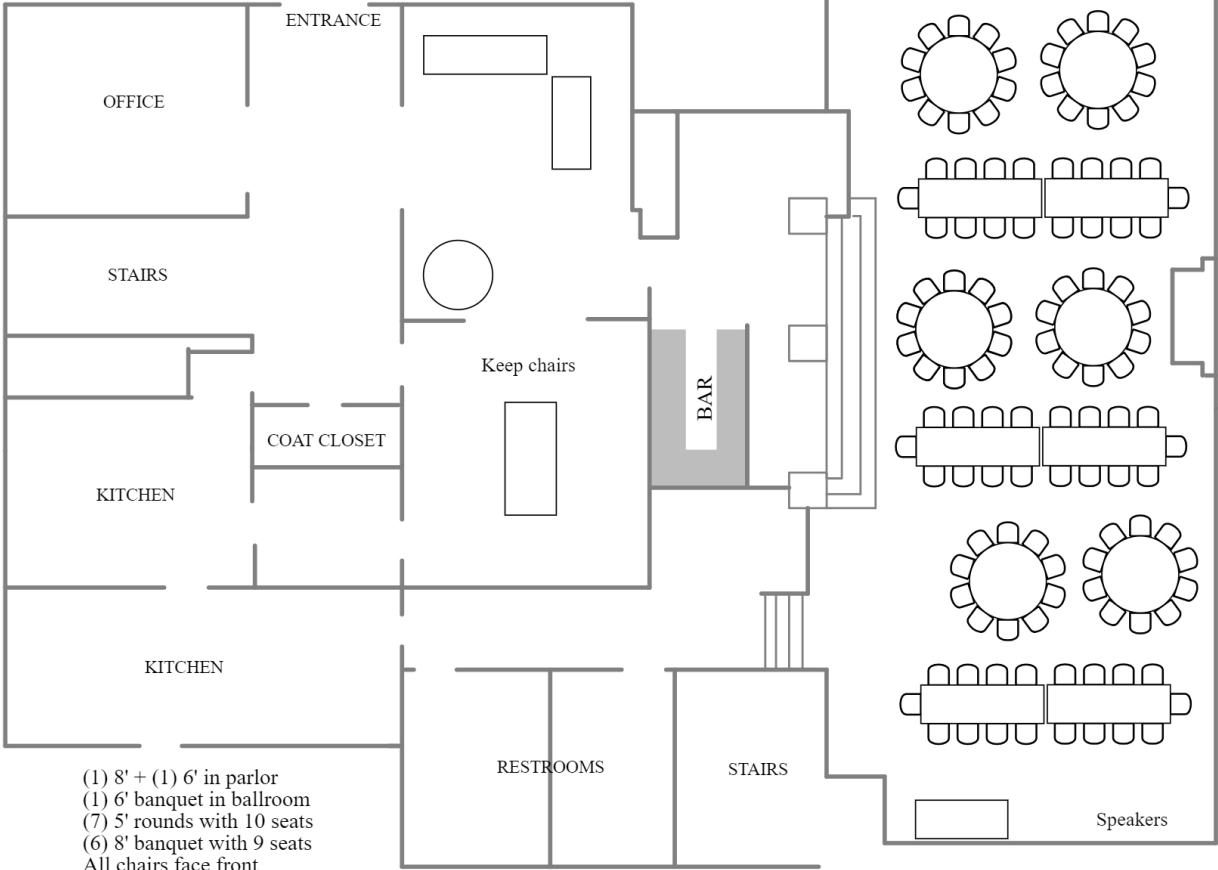 ENTRANCE
OFFICE
STAIRS
Keep chairs
BAR
COAT CLOSET
KITCHEN
KITCHEN
RESTROOMS
STAIRS
Speakers
(1) 8' + (1) 6' in parlor
(1) 6' banquet in ballroom
(7) 5' rounds with 10 seats
(6) 8' banquet with 9 seats
All chairs face front